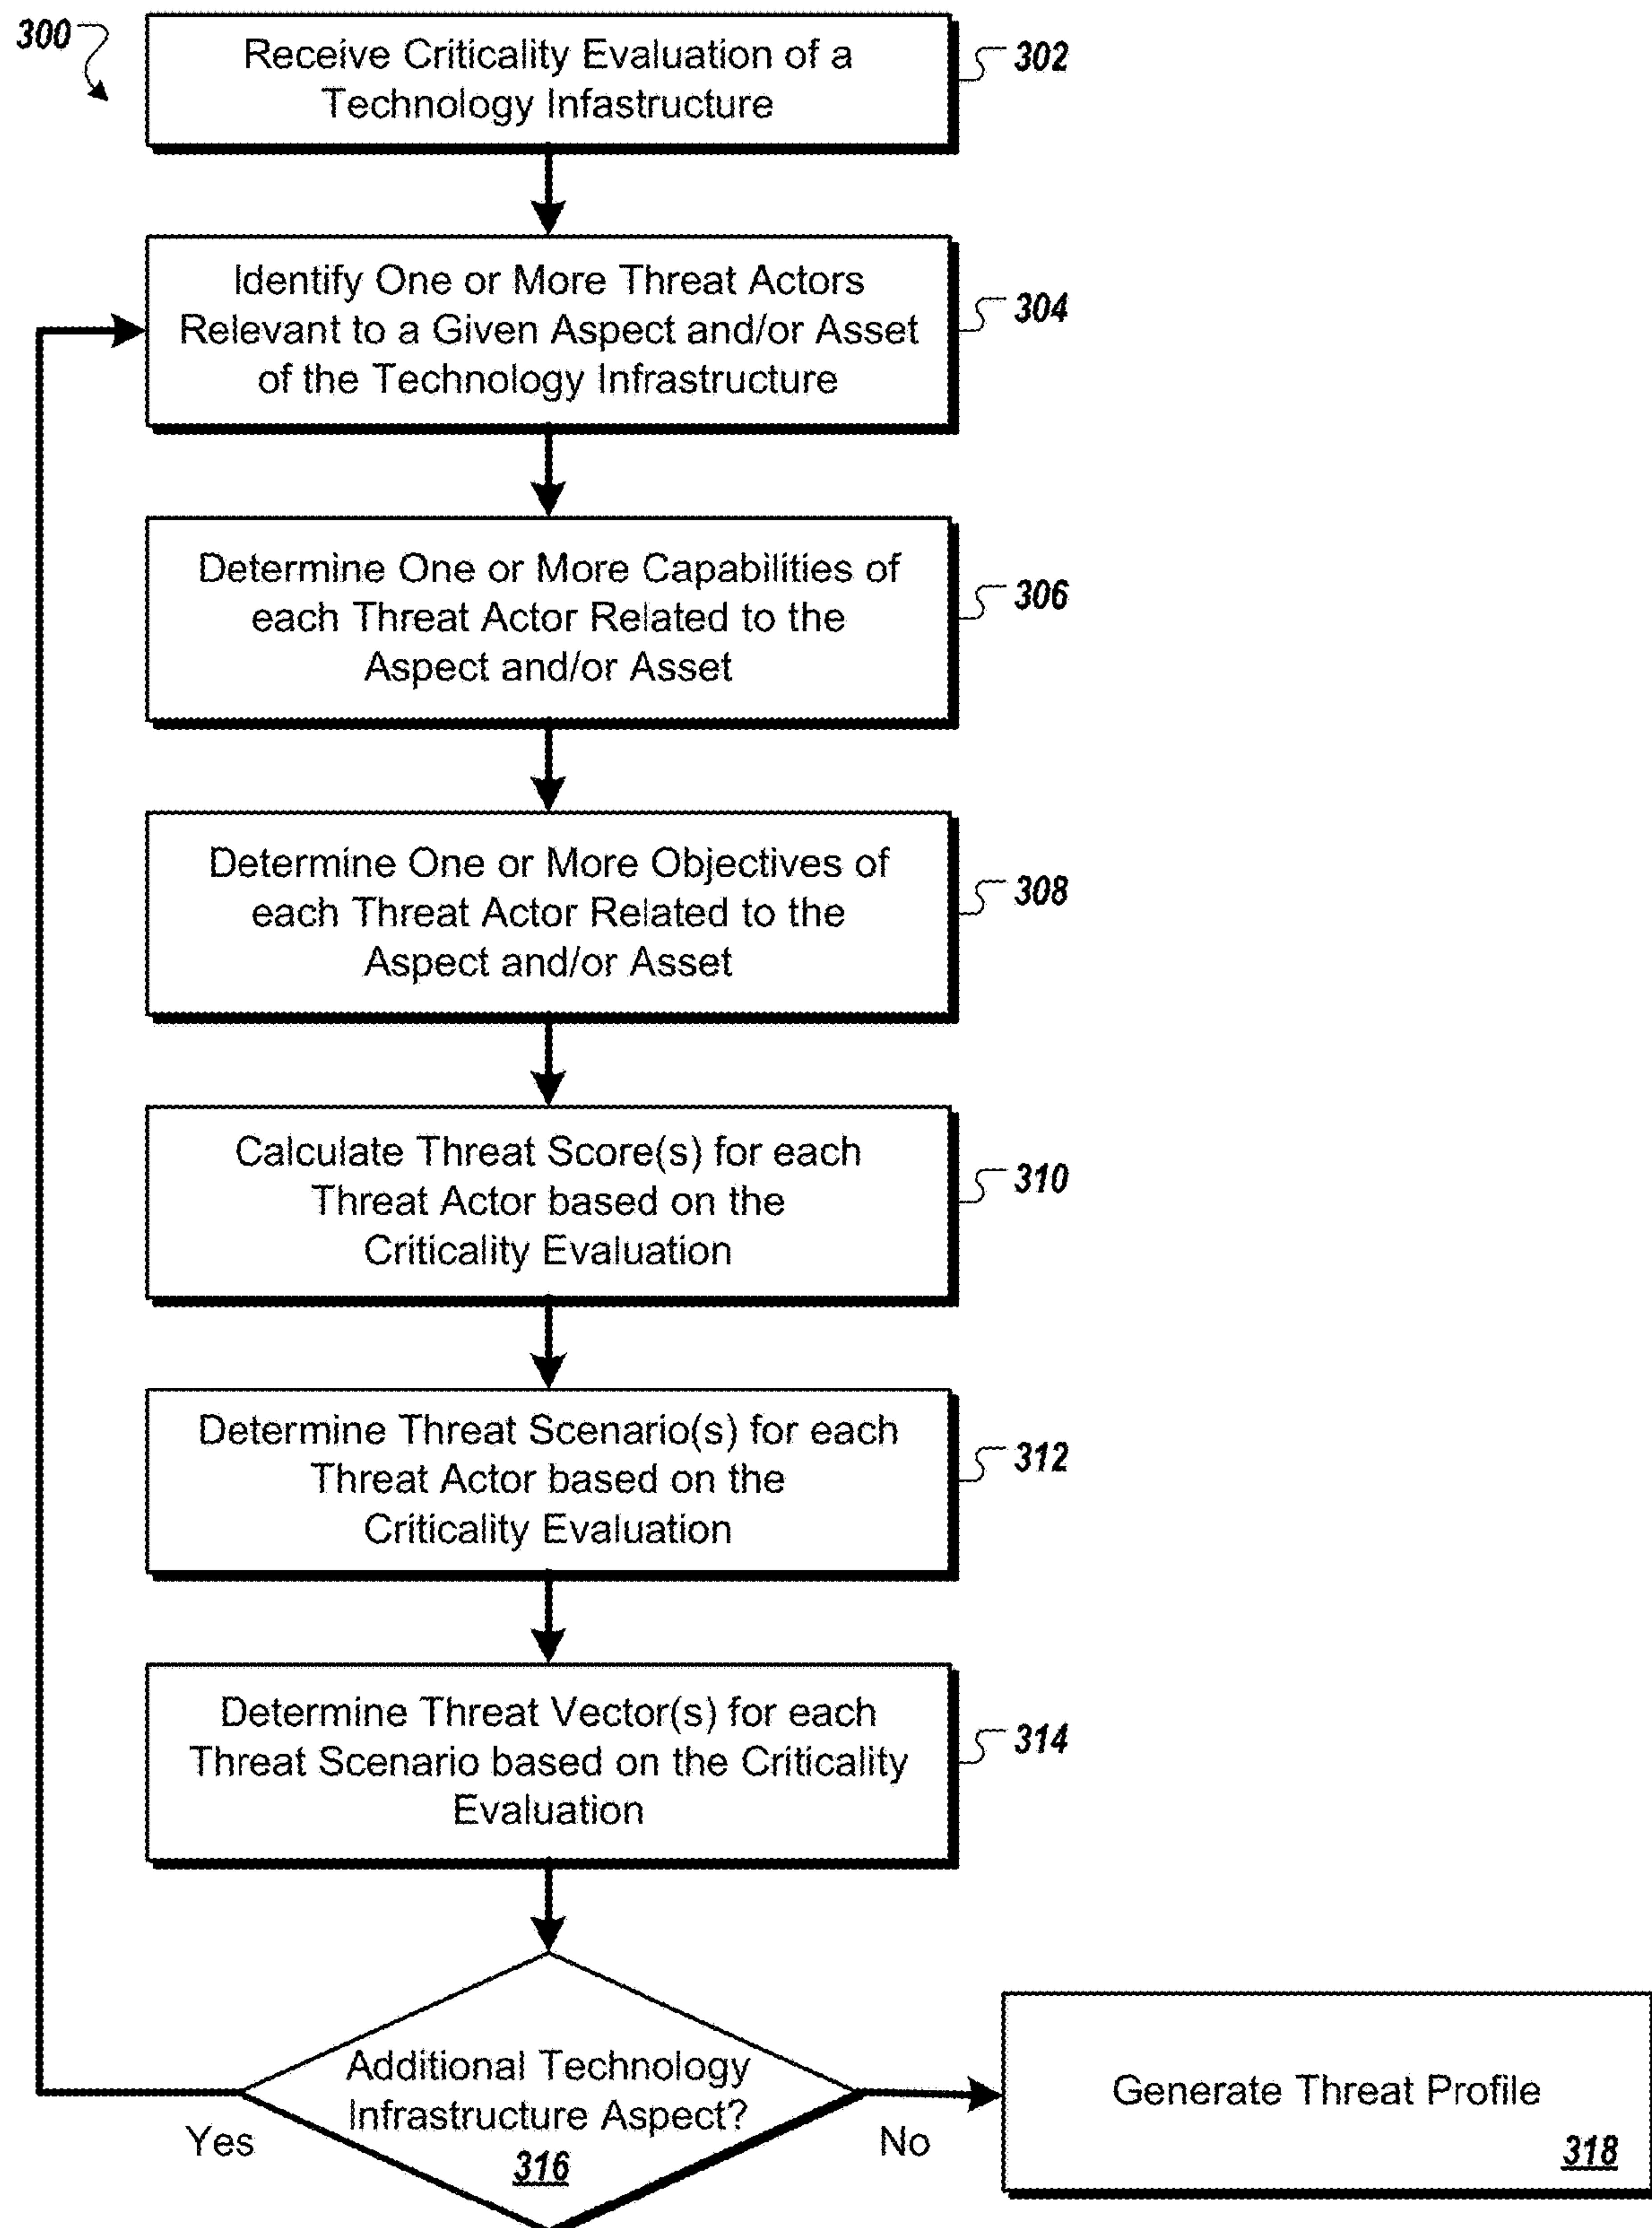 300
Receive Criticality Evaluation of a
Technology Infastructure
302
Identify One or More Threat Actors
Relevant to a Given Aspect and/or Asset
of the Technology Infrastructure
304
Determine One or More Capabilities of
each Threat Actor Related to the
Aspect and/or Asset
306
Determine One or More Objectives of
each Threat Actor Related to the
Aspect and/or Asset
308
Calculate Threat Score(s) for each
Threat Actor based on the
Criticality Evaluation
310
Determine Threat Scenario(s) for each
Threat Actor based on the
Criticality Evaluation
312
Determine Threat Vector(s) for each
Threat Scenario based on the Criticality
Evaluation
314
Additional Technology
Infrastructure Aspect?
316
Yes
No
Generate Threat Profile
318